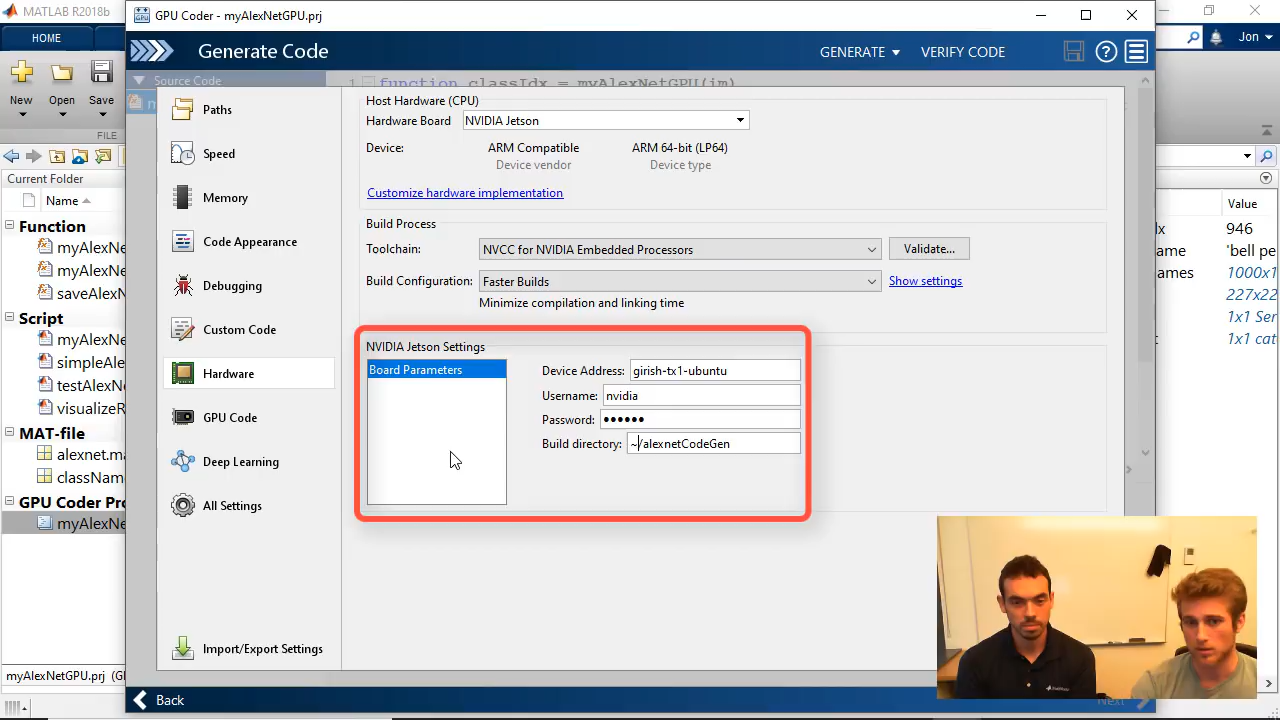 MATLAB R2018b
GPU Coder - myAlexNetGPU.prj
HOME
Jon
Generate Code
GENERATE
VERIFY CODE
?
New
Open
Save
FILE
Source Code
1
function classIdx = myAlexNetGPU(im)
Current Folder
Name
Function
myAlexNe
myAlexNe
saveAlexN
Script
myAlexNe
simpleAle
testAlexN
visualizeR
MAT-file
alexnet.ma
classNam
GPU Coder Pro
myAlexNe
myAlexNetGPU.prj (GP
Paths
Speed
Memory
Code Appearance
Debugging
Custom Code
Hardware
GPU Code
Deep Learning
All Settings
Import/Export Settings
Host Hardware (CPU)
Hardware Board
NVIDIA Jetson
Device:
ARM Compatible
ARM 64-bit (LP64)
Device vendor
Device type
Customize hardware implementation
Build Process
Toolchain:
NVCC for NVIDIA Embedded Processors
Validate...
Build Configuration:
Faster Builds
Show settings
Minimize compilation and linking time
NVIDIA Jetson Settings
Board Parameters
Device Address: girish-tx1-ubuntu
Username: nvidia
Password: ●●●●●●
Build directory: ~/alexnetCodeGen
Value
946
'bell pe
1000x1
227x22
1x1 Ser
1x1 cat
Back
Next